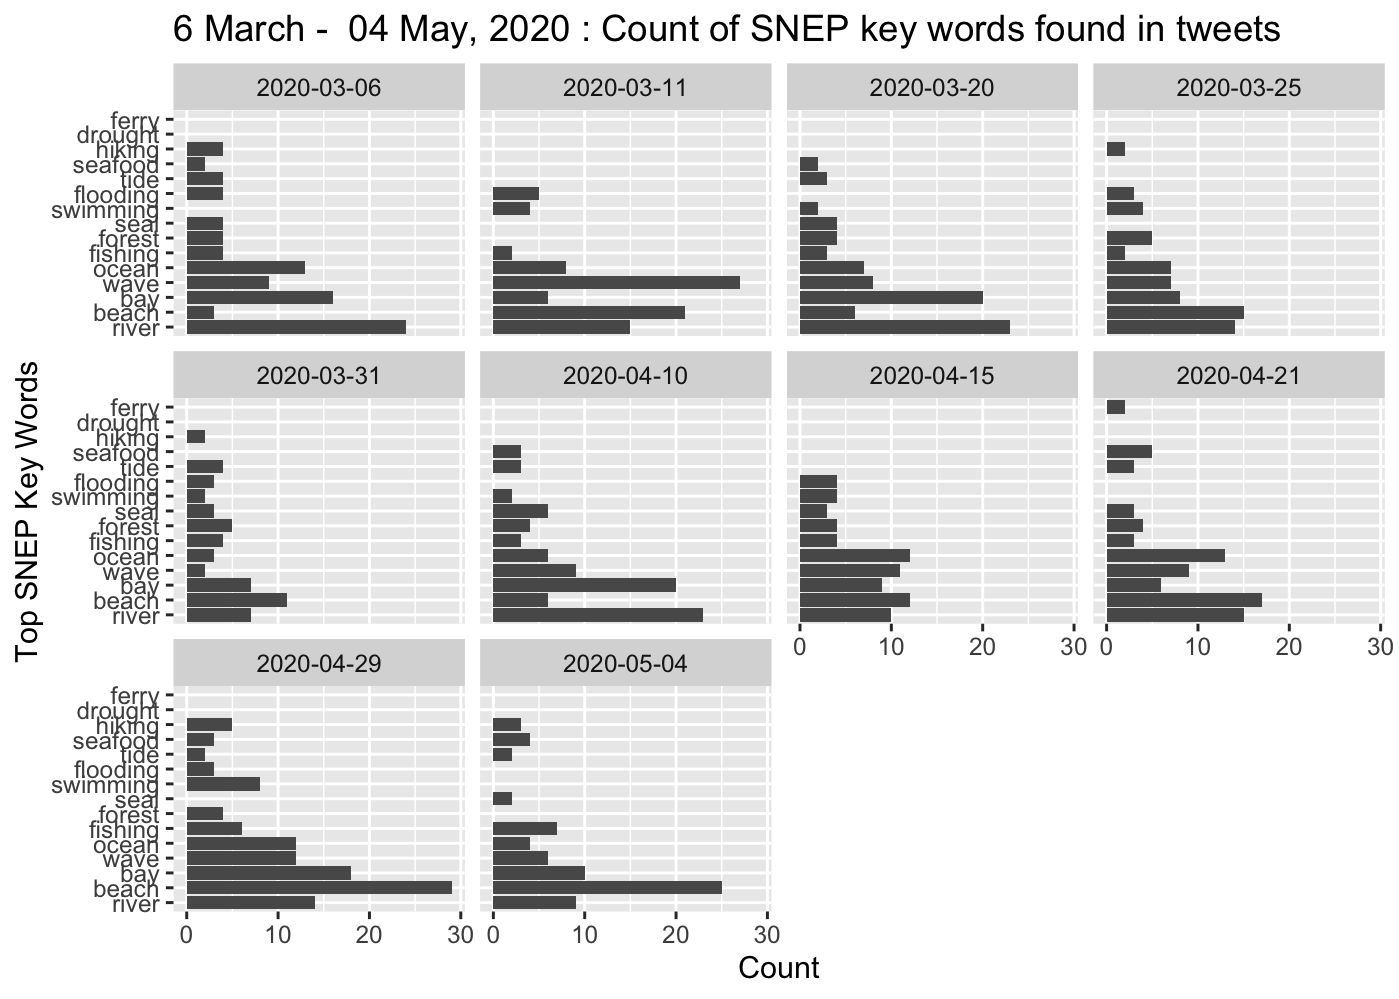 6 March -  04 May, 2020 : Count of SNEP key words found in tweets
2020-03-06 2020-03-11 2020-03-20 2020-03-25
ferry
drought
hiking
seafood
tide
flooding
swimming
seal
forest
fishing
ocean
wave
bay
beach
river
Top SNEP Key Words
2020-03-31 2020-04-10 2020-04-15 2020-04-21
ferry
drought
hiking
seafood
tide
flooding
swimming
seal
forest
fishing
ocean
wave
bay
beach
river
0 10 20 30 0 10 20 30
2020-04-29 2020-05-04
ferry
drought
hiking
seafood
tide
flooding
swimming
seal
forest
fishing
ocean
wave
bay
beach
river
0 10 20 30 0 10 20 30
Count